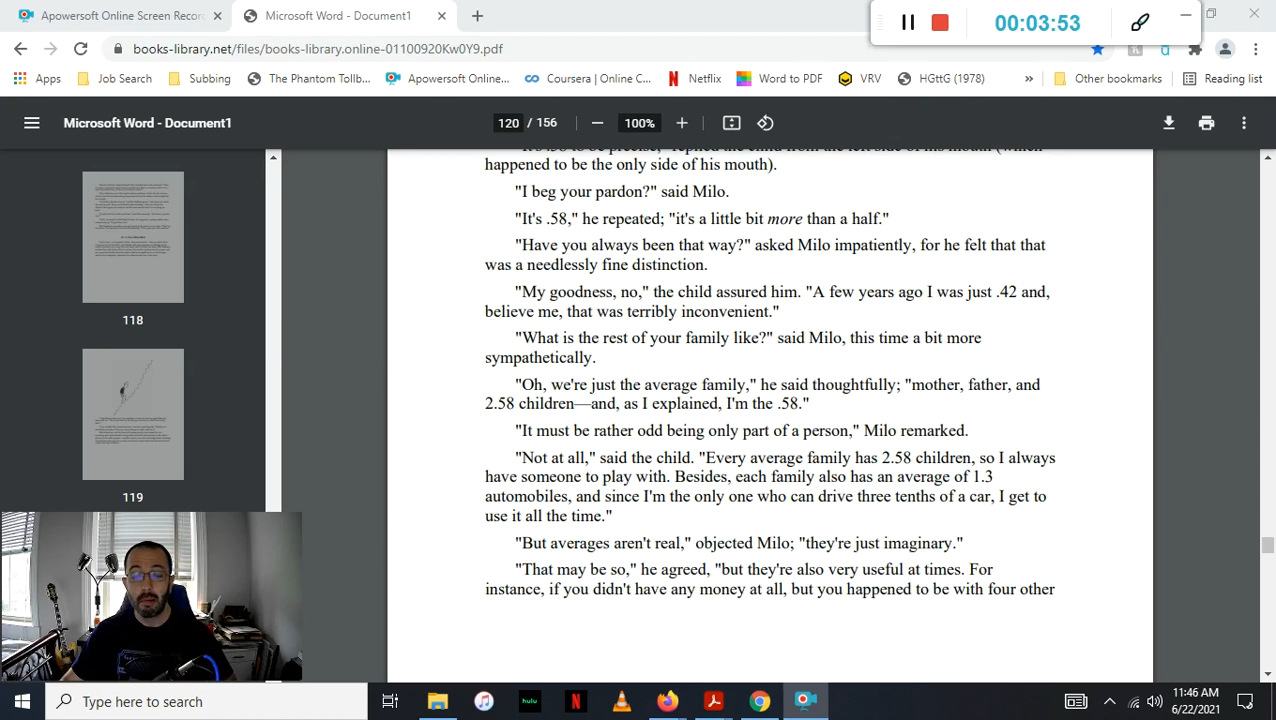 Apowersoft Online Screen Recor
Microsoft Word - Document1
00:03:53
books-library.net/files/books-library.online-01100920Kw0Y9.pdf
Apps
Job Search
Subbing
The Phantom Tollb...
Apowersoft Online...
Coursera | Online C...
Netflix
Word to PDF
VRV
HGttG (1978)
»
Other bookmarks
Reading list
Microsoft Word - Document1
120 / 156
100%
118
119
happened to be the only side of his mouth).
"I beg your pardon?" said Milo.
"It's .58," he repeated; "it's a little bit more than a half."
"Have you always been that way?" asked Milo impatiently, for he felt that that
was a needlessly fine distinction.
"My goodness, no," the child assured him. "A few years ago I was just .42 and,
believe me, that was terribly inconvenient."
"What is the rest of your family like?" said Milo, this time a bit more
sympathetically.
"Oh, we're just the average family," he said thoughtfully; "mother, father, and
2.58 children—and, as I explained, I'm the .58."
"It must be rather odd being only part of a person," Milo remarked.
"Not at all," said the child. "Every average family has 2.58 children, so I always
have someone to play with. Besides, each family also has an average of 1.3
automobiles, and since I'm the only one who can drive three tenths of a car, I get to
use it all the time."
"But averages aren't real," objected Milo; "they're just imaginary."
"That may be so," he agreed, "but they're also very useful at times. For
instance, if you didn't have any money at all, but you happened to be with four other
Type here to search
hulu
11:46 AM
6/22/2021